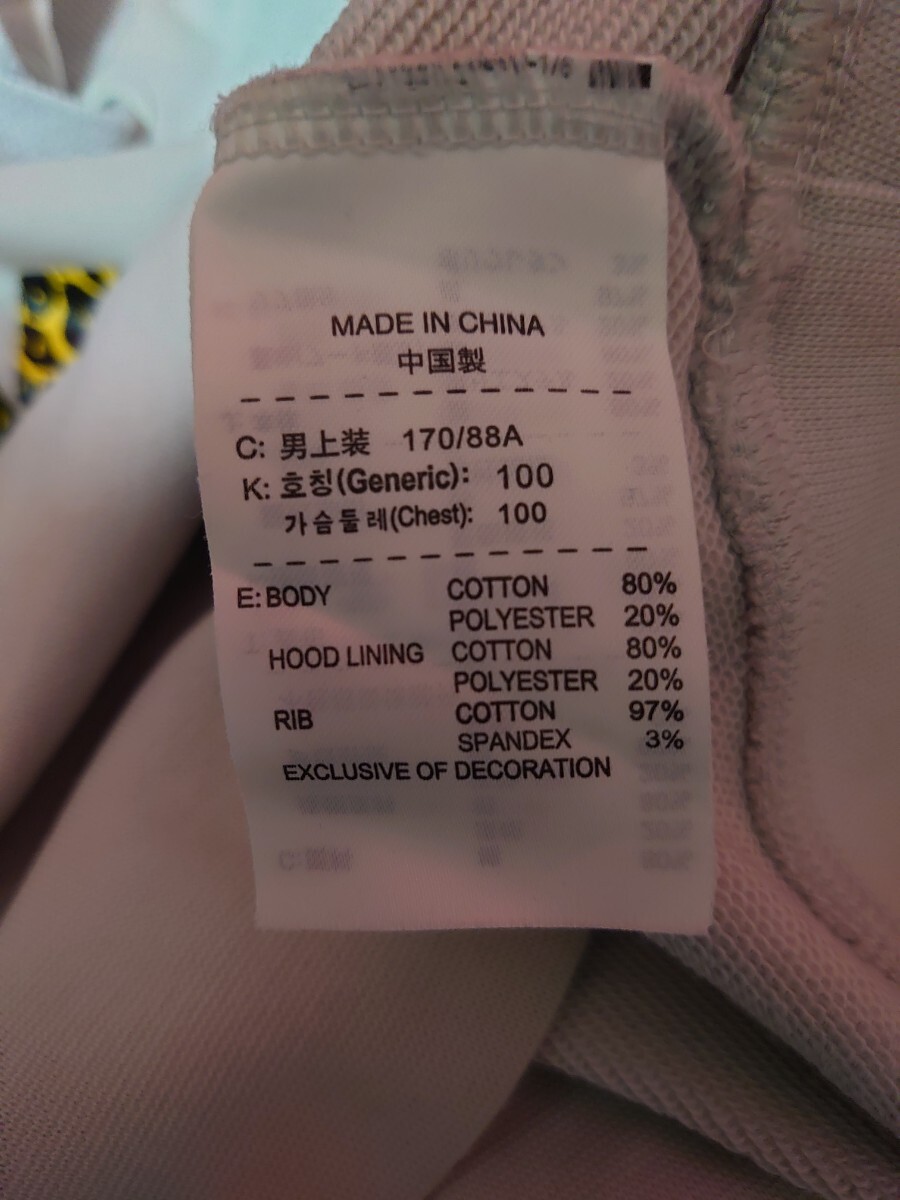 MADE IN CHINA
中国製
C: 男上装 170/88A
K: 호칭(Generic): 100
가슴둘레(Chest): 100
E: BODY COTTON 80%
POLYESTER 20%
HOOD LINING COTTON 80%
POLYESTER 20%
RIB COTTON 97%
SPANDEX 3%
EXCLUSIVE OF DECORATION